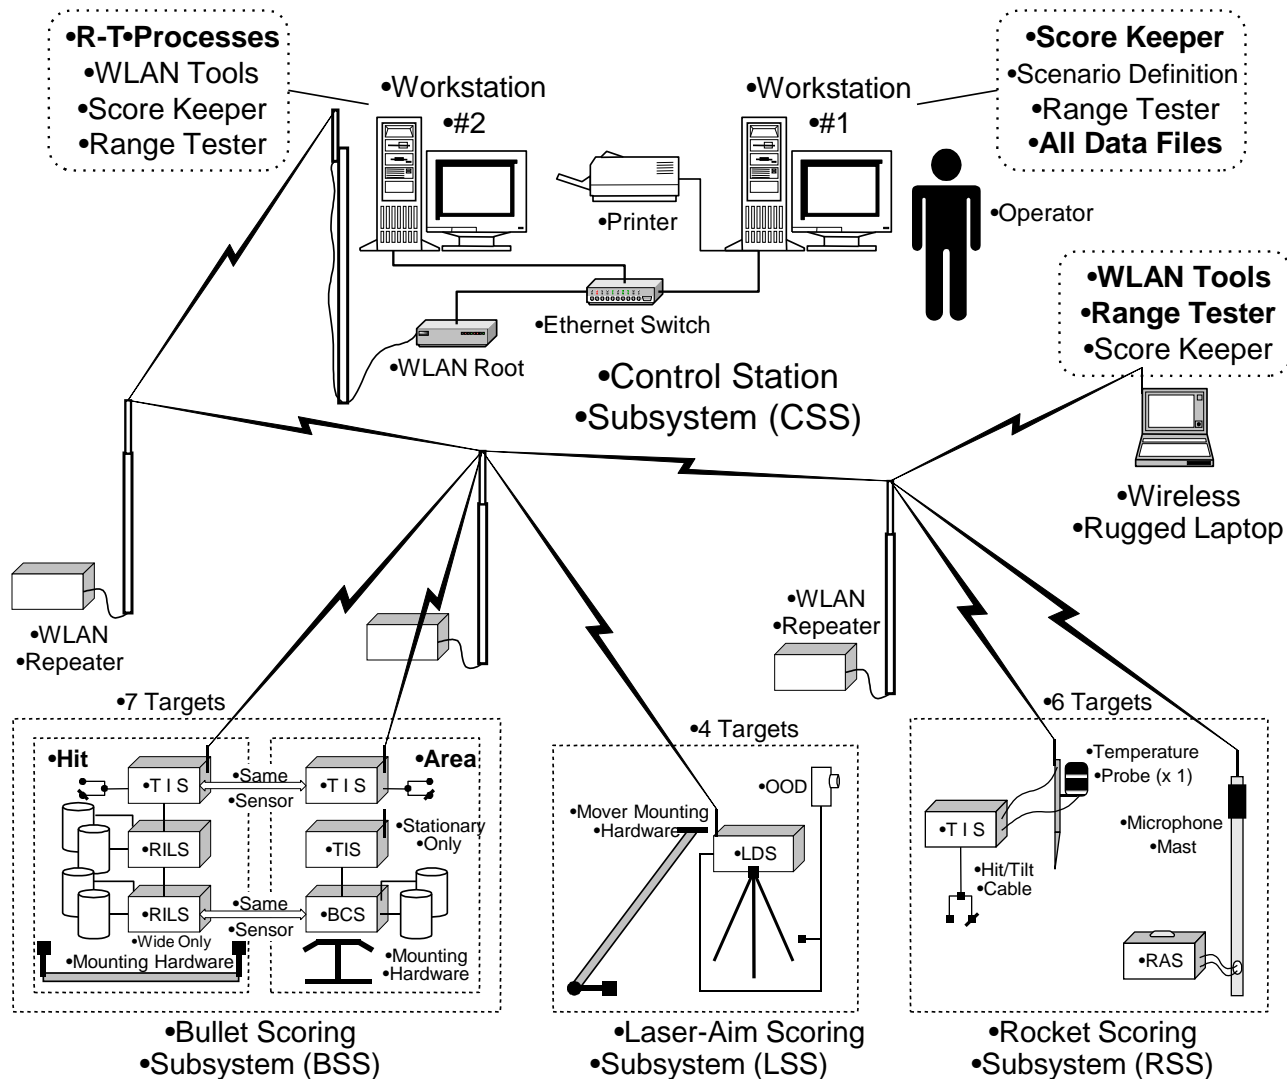 •R-T•Processes
•WLAN Tools
•Score Keeper
•Range Tester
•Workstation
•#2
•Workstation
•#1
•Score Keeper
•Scenario Definition
•Range Tester
•All Data Files
•Printer
•Operator
•Ethernet Switch
•WLAN Root
•WLAN Tools
•Range Tester
•Score Keeper
•Control Station
•Subsystem (CSS)
•Wireless
•Rugged Laptop
•WLAN
•Repeater
•WLAN
•Repeater
•7 Targets
•Hit
•T I S
•Same
•Sensor
•T I S
•Area
•RILS
•TIS
•Stationary
•Only
•RILS
•Same
•Sensor
•BCS
•Wide Only
•Mounting Hardware
•Mounting
•Hardware
•Bullet Scoring
•Subsystem (BSS)
•4 Targets
•OOD
•Mover Mounting
•Hardware
•LDS
•Laser-Aim Scoring
•Subsystem (LSS)
•6 Targets
•Temperature
•Probe (x 1)
•T I S
•Microphone
•Mast
•Hit/Tilt
•Cable
•RAS
•Rocket Scoring
•Subsystem (RSS)